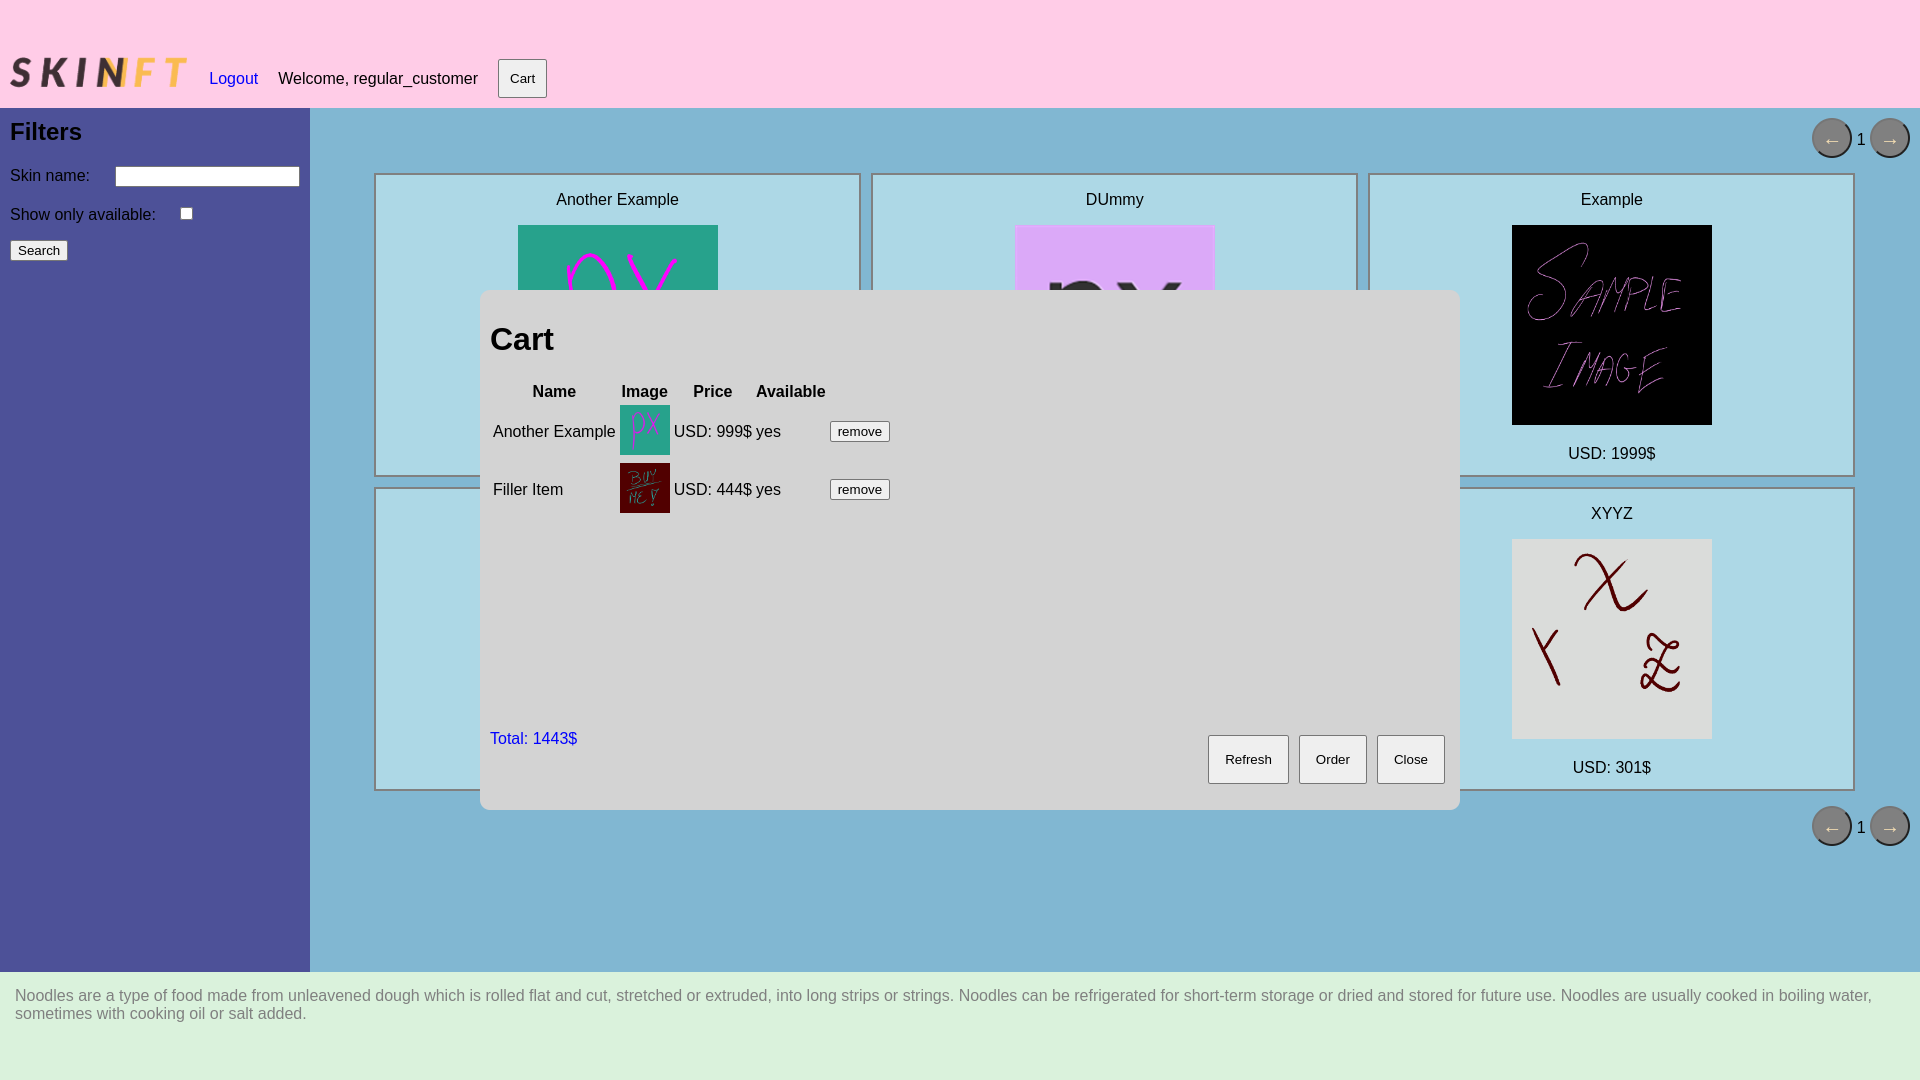 SKINNFT Logout Welcome, regular_customer Cart
Filters
Skin name:
Show only available:
Search
← 1 →
Another Example
DUmmy
Example
SAMPLE
IMAGE
USD: 1999$
XYYZ
X
Y Z
USD: 301$
Cart
Name Image Price Available
Another Example PX USD: 999$ yes remove
Filler Item BUY ME! USD: 444$ yes remove
Total: 1443$
Refresh Order Close
← 1 →
Noodles are a type of food made from unleavened dough which is rolled flat and cut, stretched or extruded, into long strips or strings. Noodles can be refrigerated for short-term storage or dried and stored for future use. Noodles are usually cooked in boiling water,
sometimes with cooking oil or salt added.